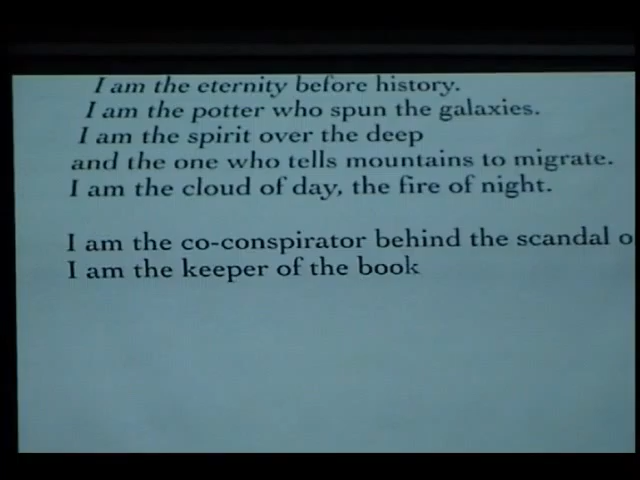 I am the eternity before history.
I am the potter who spun the galaxies.
I am the spirit over the deep
and the one who tells mountains to migrate.
I am the cloud of day, the fire of night.
I am the co-conspirator behind the scandal o
I am the keeper of the book